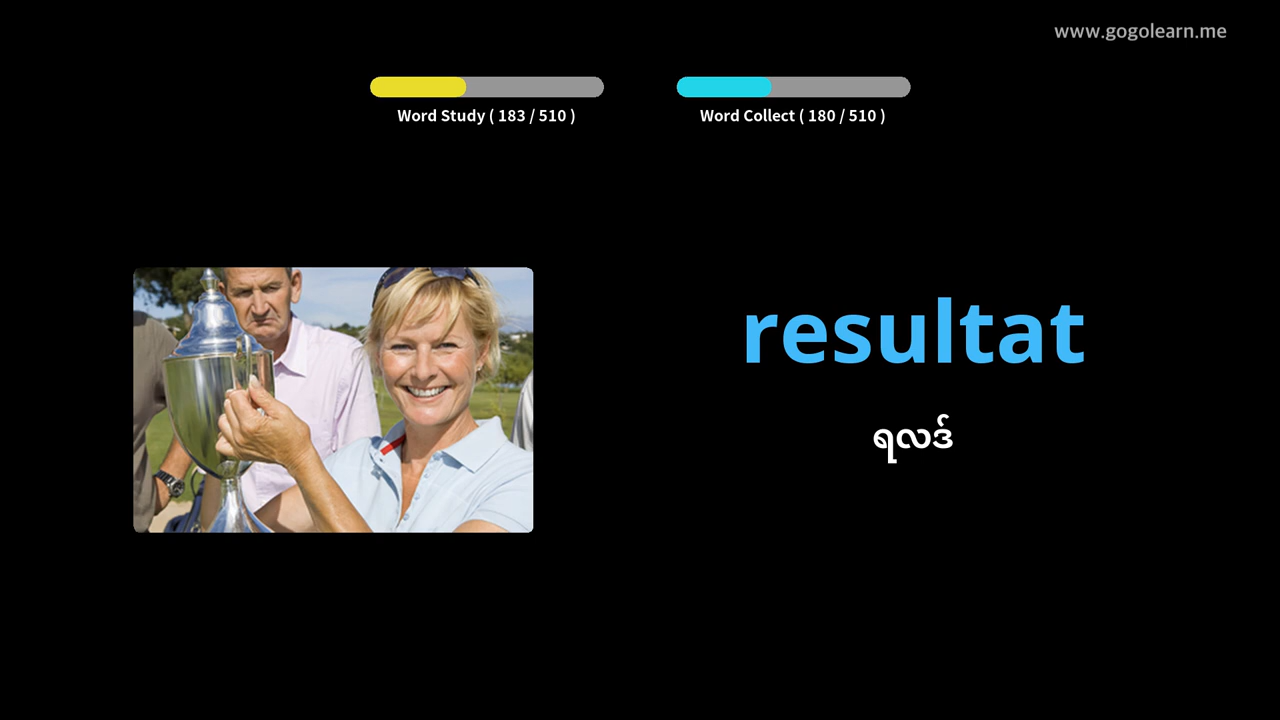 www.gogolearn.me
Word Study ( 183 / 510 )
Word Collect ( 180 / 510 )
resultat
ရလဒ်